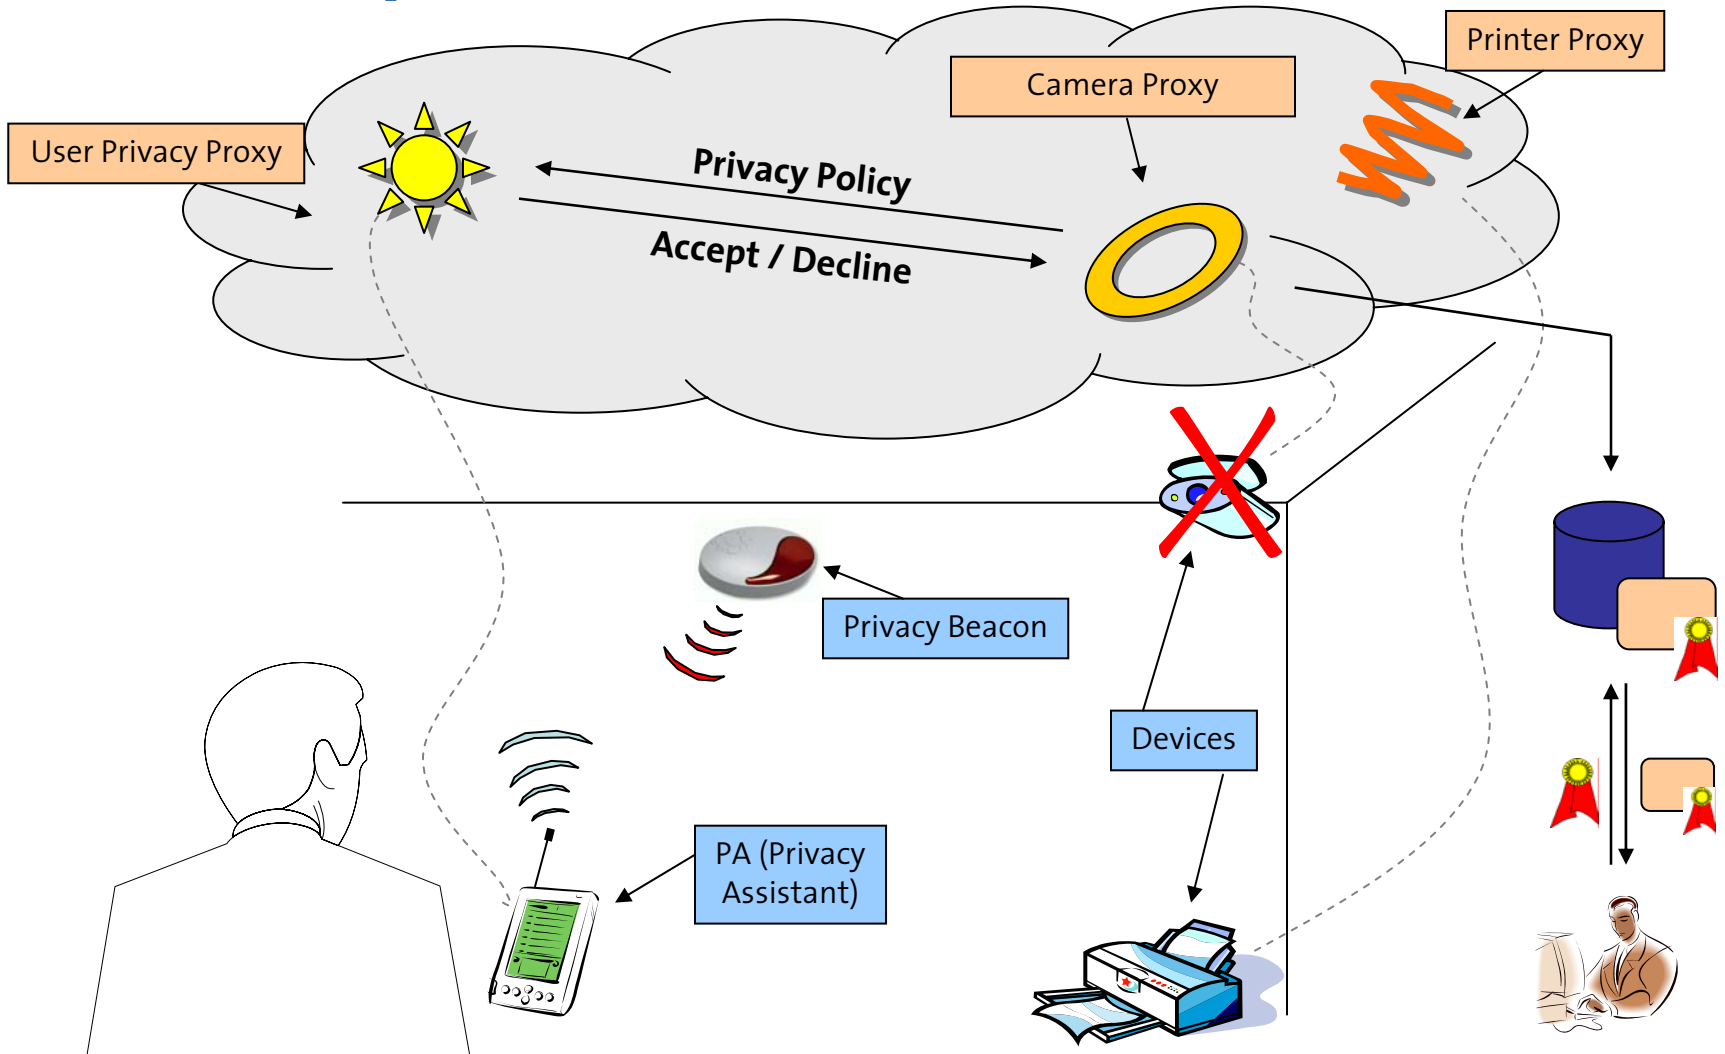 Printer Proxy
Camera Proxy
User Privacy Proxy
Privacy Policy
Accept / Decline
Privacy Beacon
Devices
PA (Privacy
Assistant)